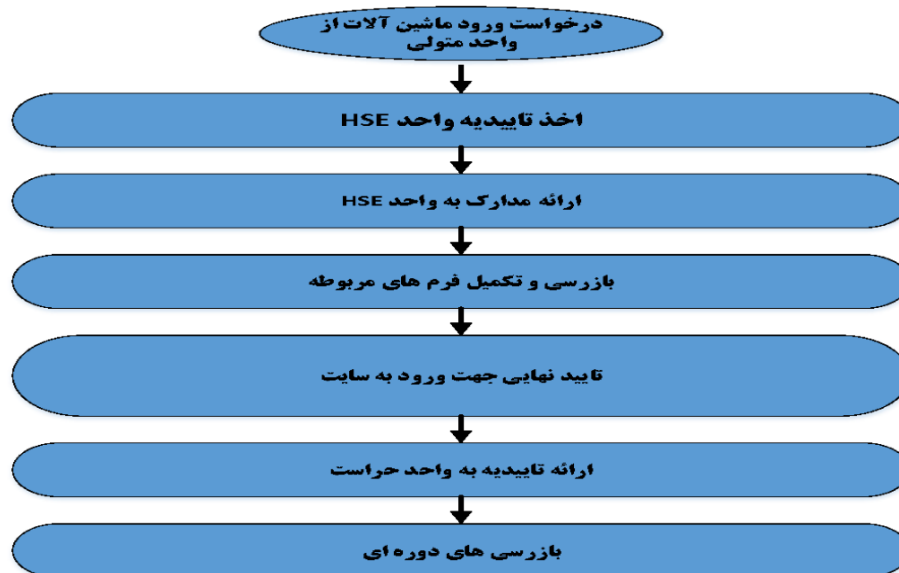 درخواست ورود ماشین آلات از
واحد متولی
اخذ تاییدیه واحد HSE
ارائه مدارک به واحد HSE
بازرسی و تکمیل فرم های مربوطه
تایید نهایی جهت ورود به سایت
ارائه تاییدیه به واحد حراست
بازرسی های دوره ای